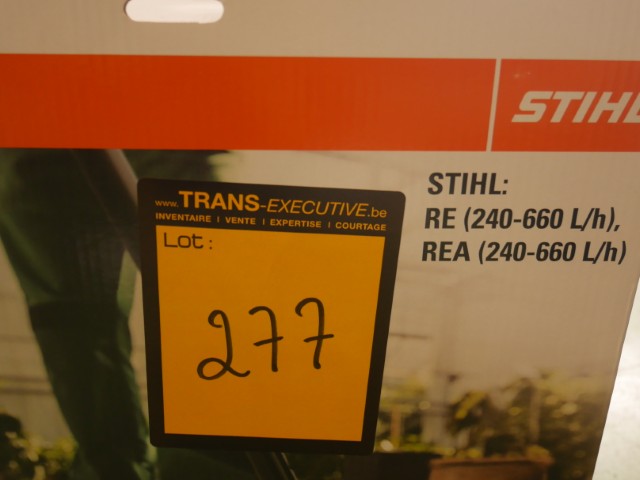 STIHL
STIHL:
RE (240-660 L/h),
REA (240-660 L/h)
www.TRANS-EXECUTIVE.be
INVENTAIRE | VENTE | EXPERTISE | COURTAGE
Lot :
277